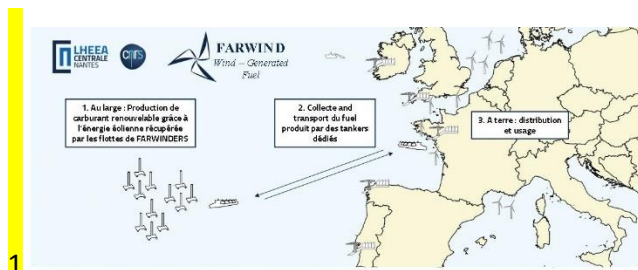 LHEEA
CENTRALE
NANTES
cnrs
FARWIND
Wind – Generated
Fuel
1. Au large : Production de
carburant renouvelable grâce à
l'énergie éolienne récupérée
par les flottes de FARWINDERS
2. Collecte and
transport du fuel
produit par des tankers
dédiés
3. A terre : distribution
et usage
1